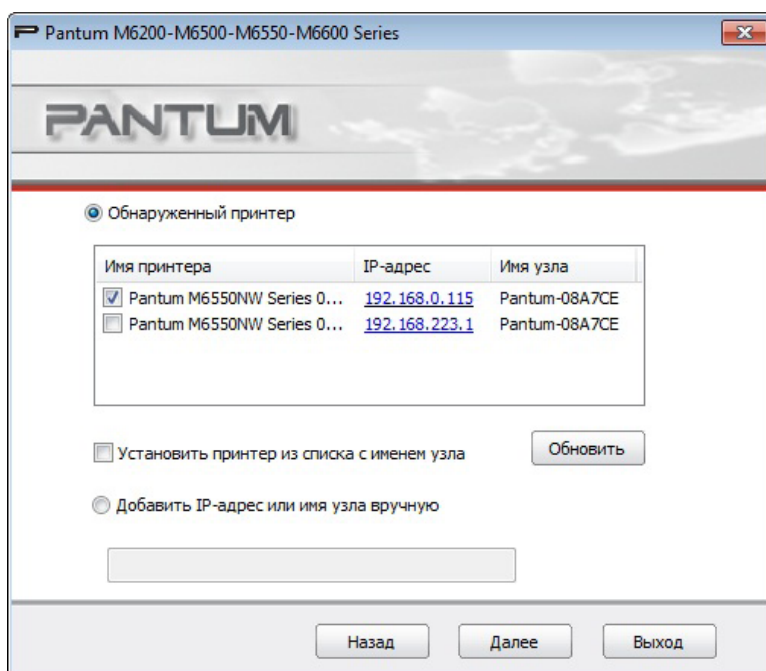 Pantum M6200-M6500-M6550-M6600 Series
PANTUM
Обнаруженный принтер
Имя принтера IP-адрес Имя узла
Pantum M6550NW Series 0... 192.168.0.115 Pantum-08A7CE
Pantum M6550NW Series 0... 192.168.223.1 Pantum-08A7CE
Установить принтер из списка с именем узла Обновить
Добавить IP-адрес или имя узла вручную
Назад Далее Выход